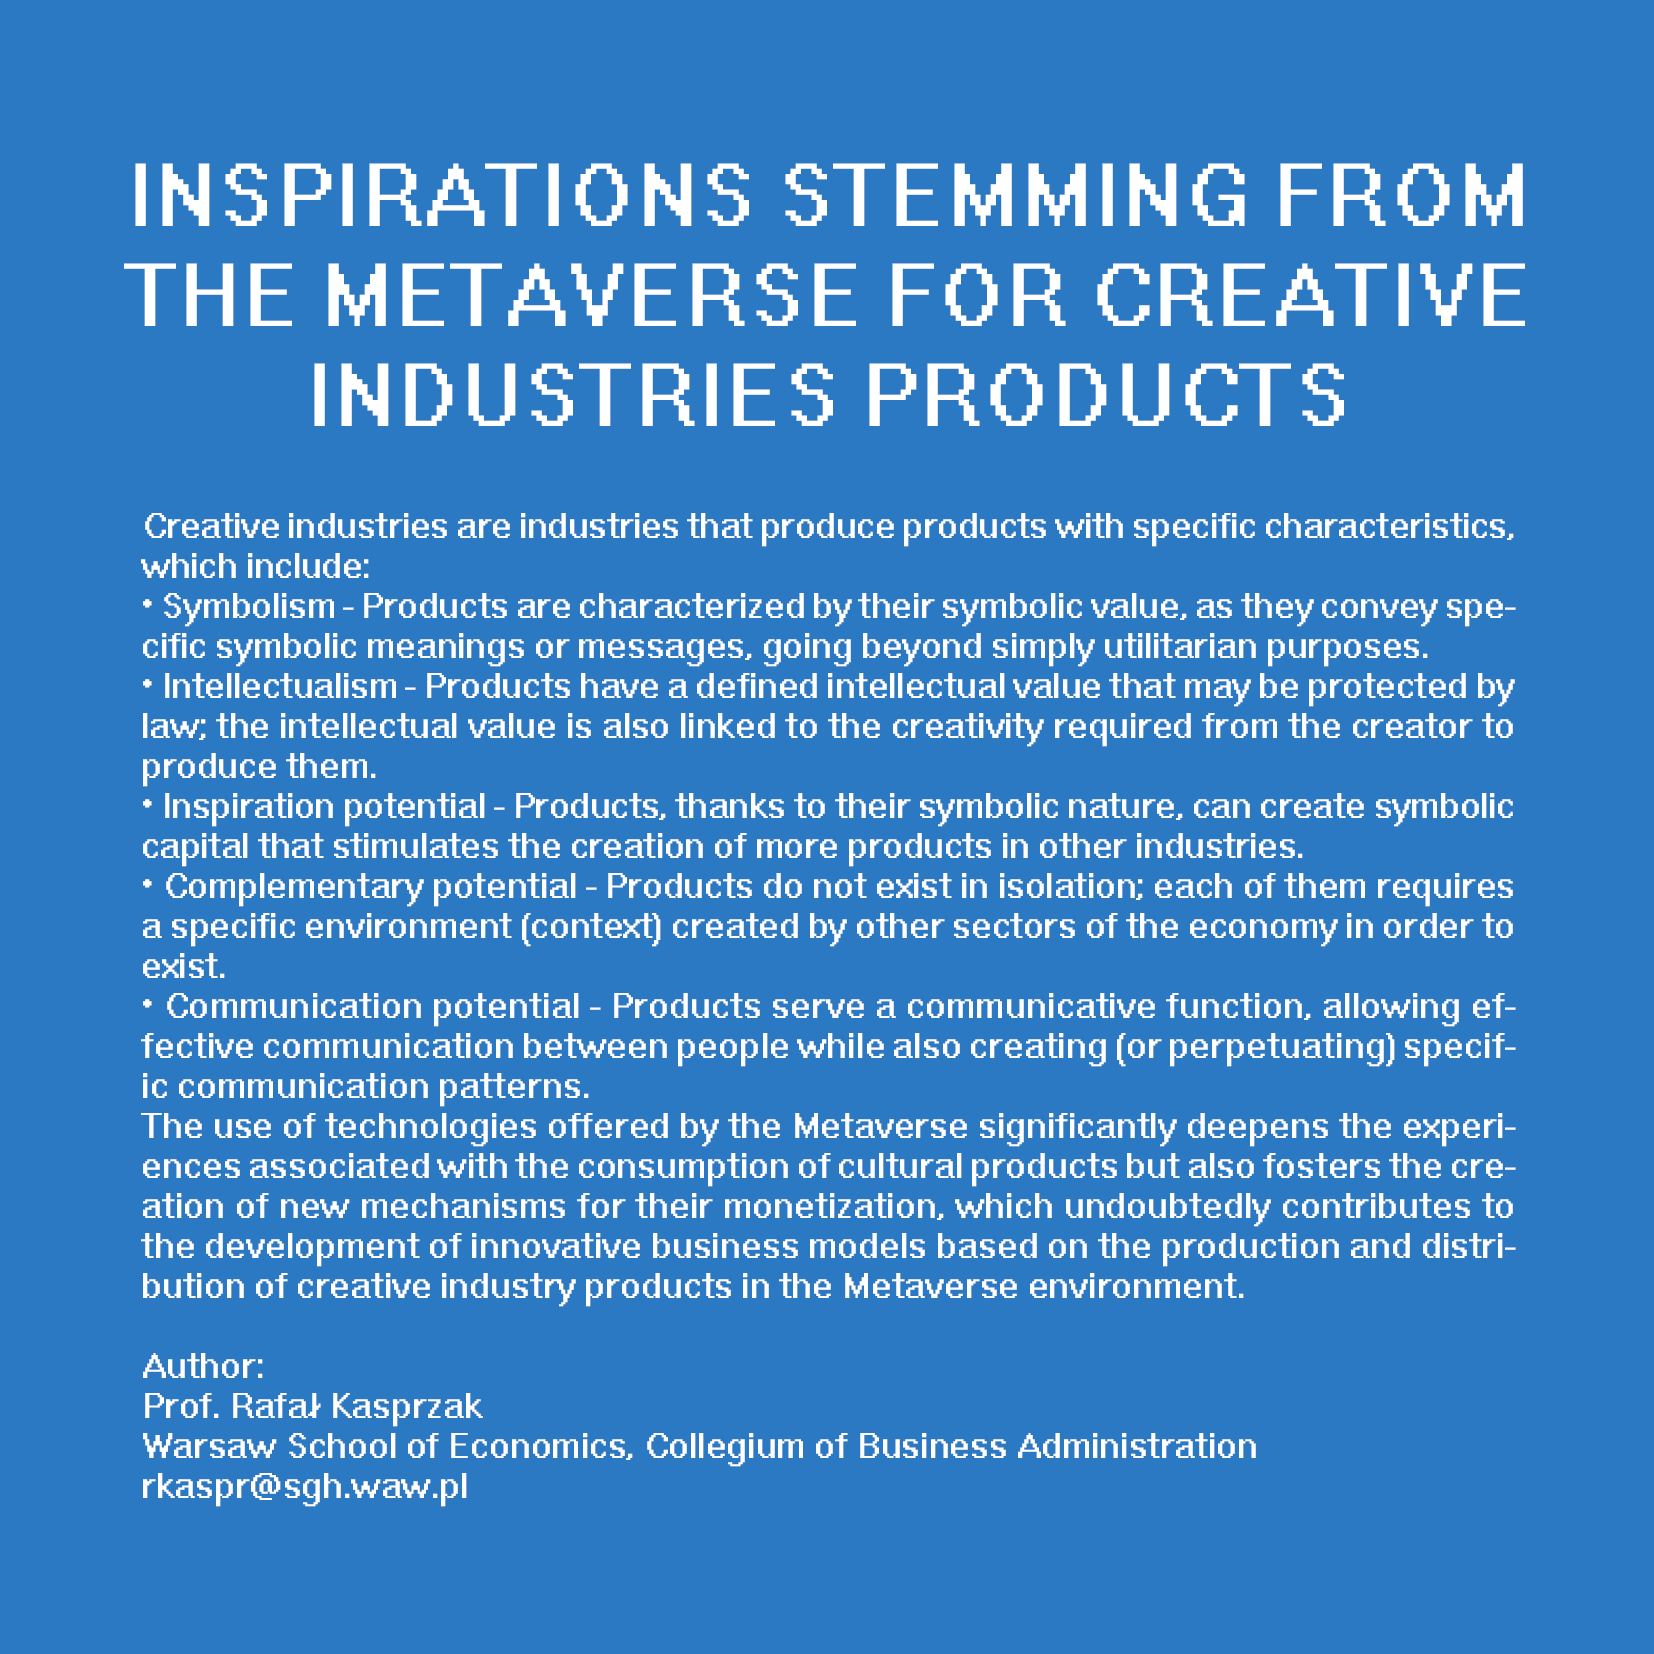 INSPIRATIONS STEMMING FROM
THE METAVERSE FOR CREATIVE
INDUSTRIES PRODUCTS
Creative industries are industries that produce products with specific characteristics,
which include:
• Symbolism - Products are characterized by their symbolic value, as they convey spe-
cific symbolic meanings or messages, going beyond simply utilitarian purposes.
• Intellectualism - Products have a defined intellectual value that may be protected by
law; the intellectual value is also linked to the creativity required from the creator to
produce them.
• Inspiration potential - Products, thanks to their symbolic nature, can create symbolic
capital that stimulates the creation of more products in other industries.
• Complementary potential - Products do not exist in isolation; each of them requires
a specific environment (context) created by other sectors of the economy in order to
exist.
• Communication potential - Products serve a communicative function, allowing ef-
fective communication between people while also creating (or perpetuating) specif-
ic communication patterns.
The use of technologies offered by the Metaverse significantly deepens the experi-
ences associated with the consumption of cultural products but also fosters the cre-
ation of new mechanisms for their monetization, which undoubtedly contributes to
the development of innovative business models based on the production and distri-
bution of creative industry products in the Metaverse environment.
Author:
Prof. Rafał Kasprzak
Warsaw School of Economics, Collegium of Business Administration
rkaspr@sgh.waw.pl